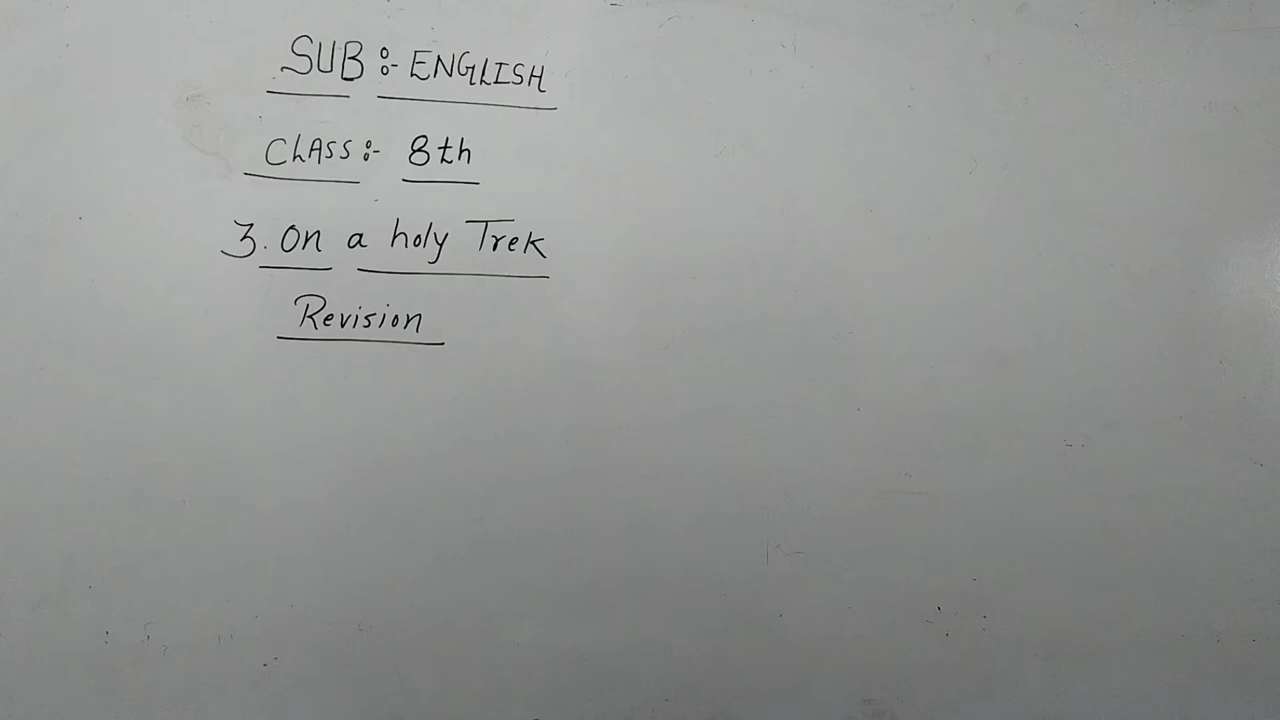 SUB :- ENGLISH
CLASS :- 8th
3. On a holy Trek
Revision